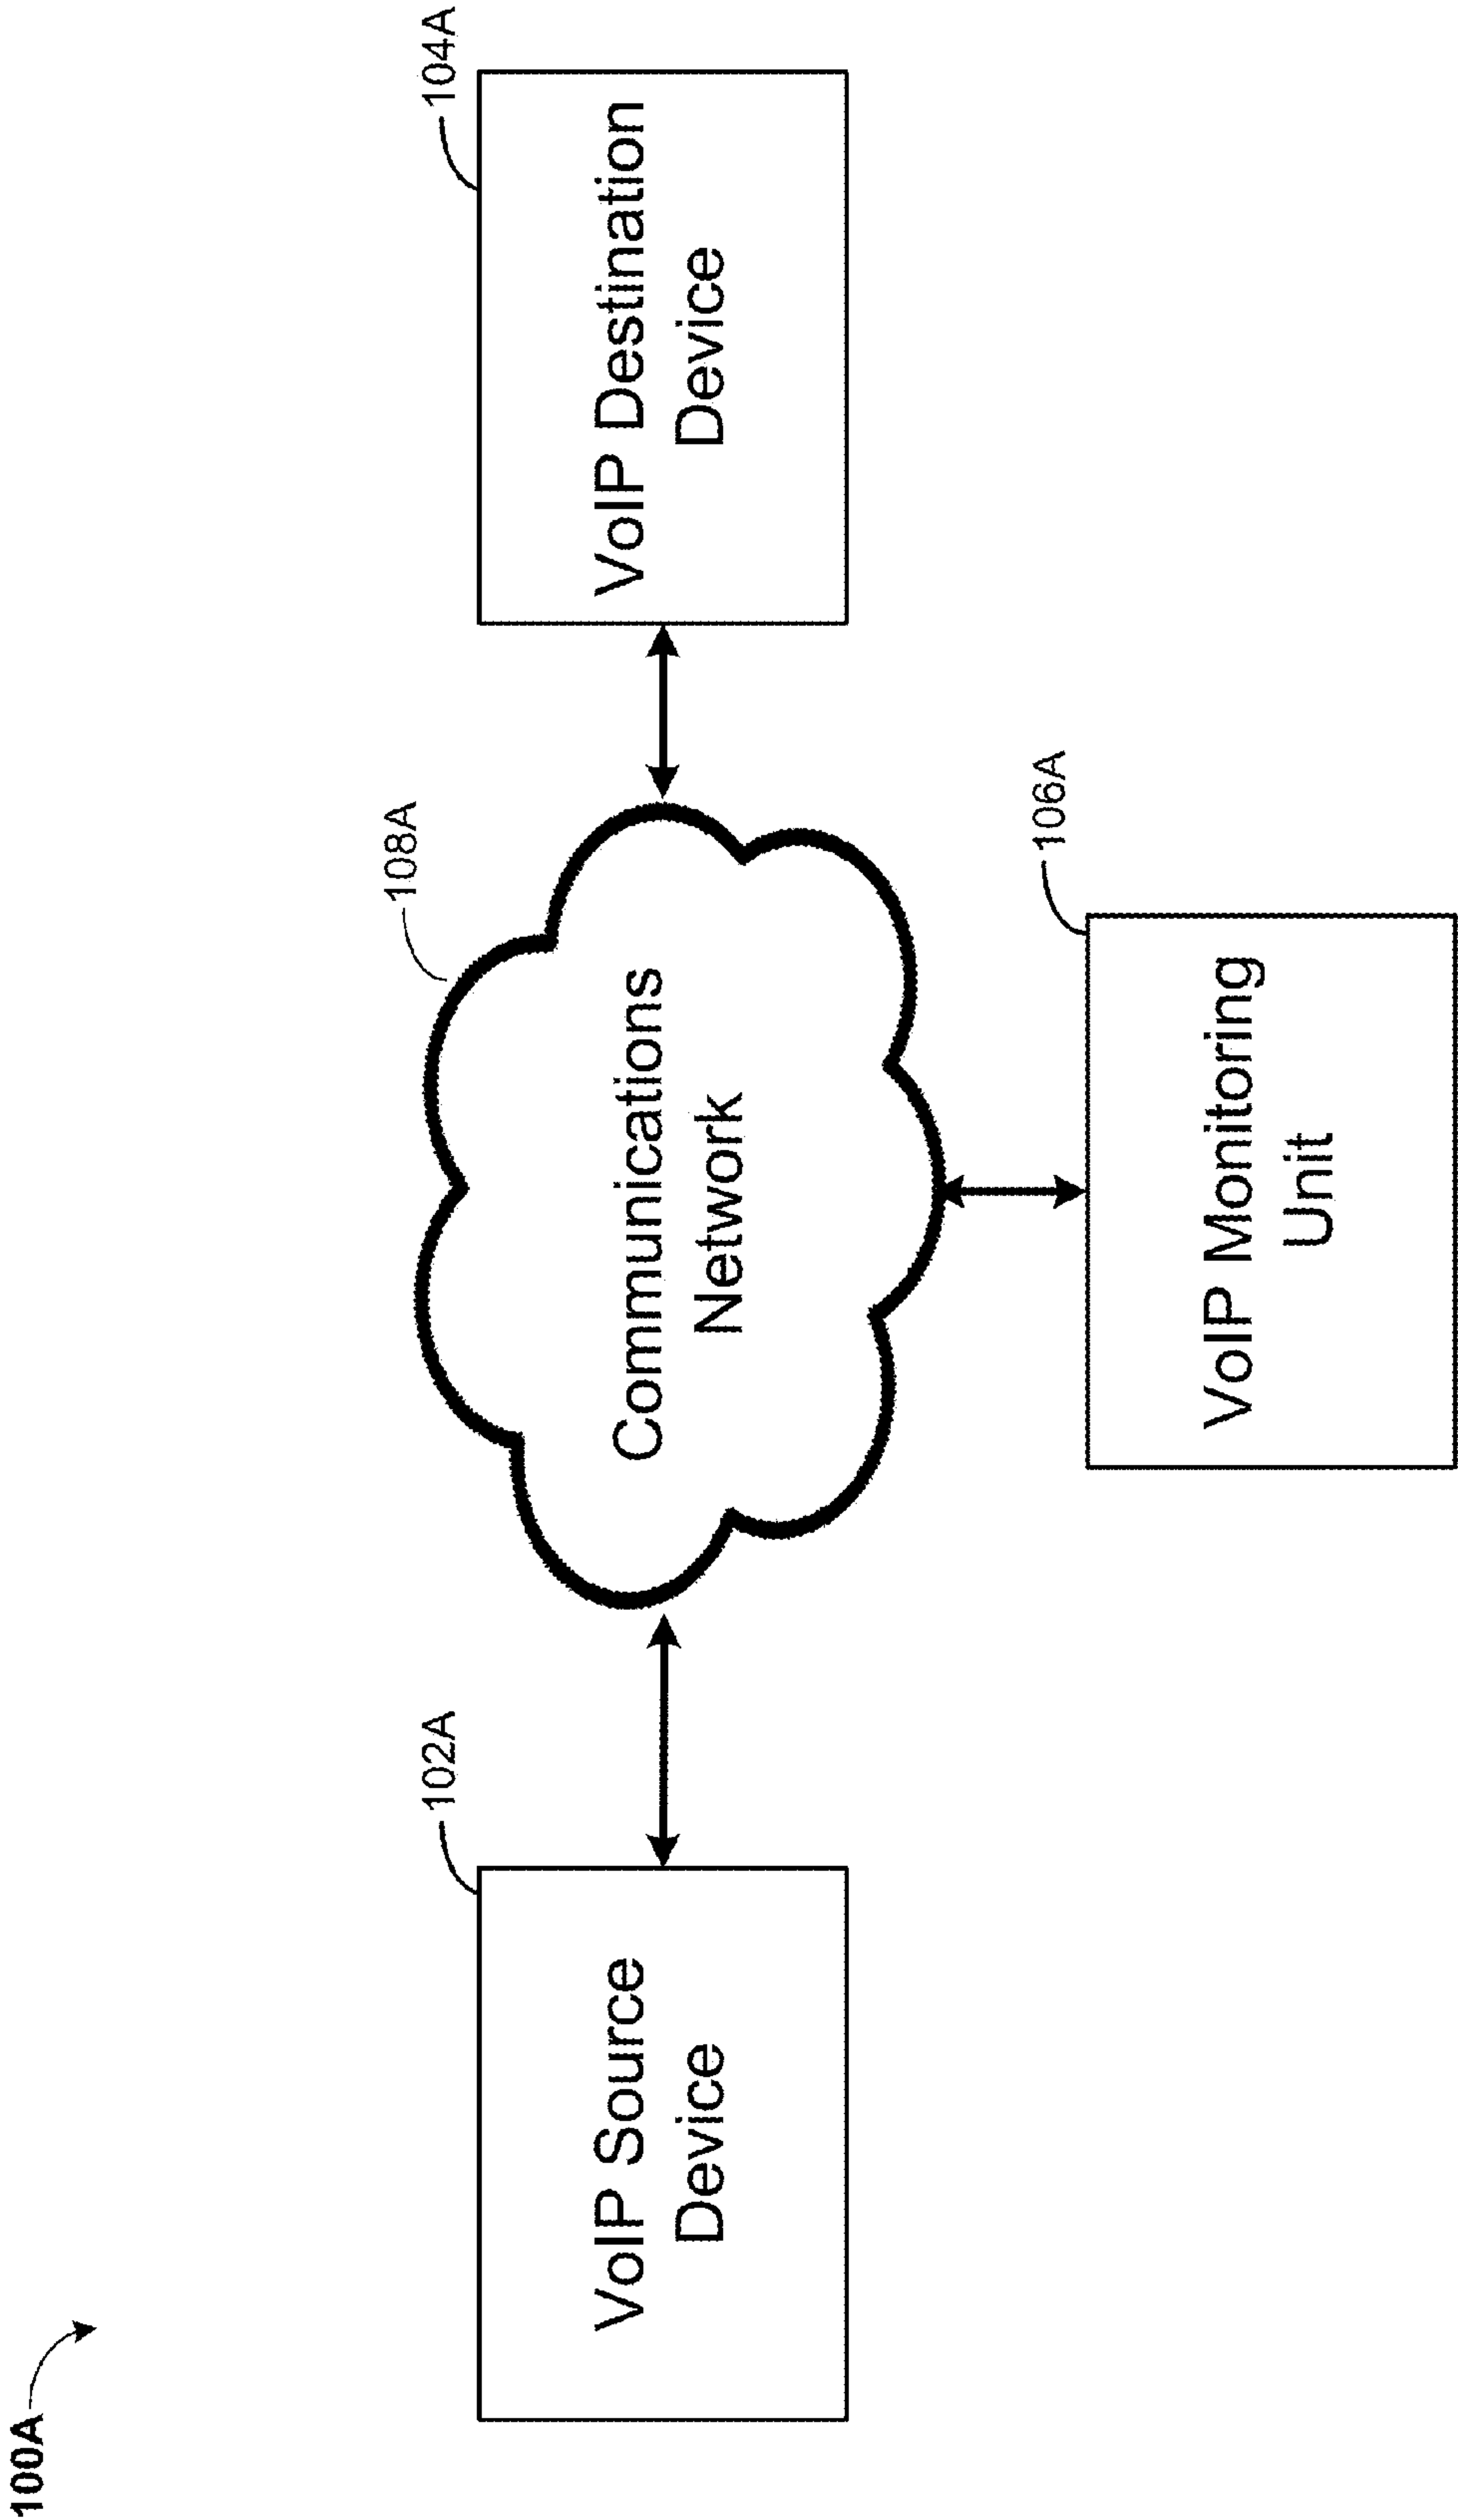 100A
102A
VoIP Source
Device
108A
Communications
Network
104A
VoIP Destination
Device
106A
VoIP Monitoring
Unit